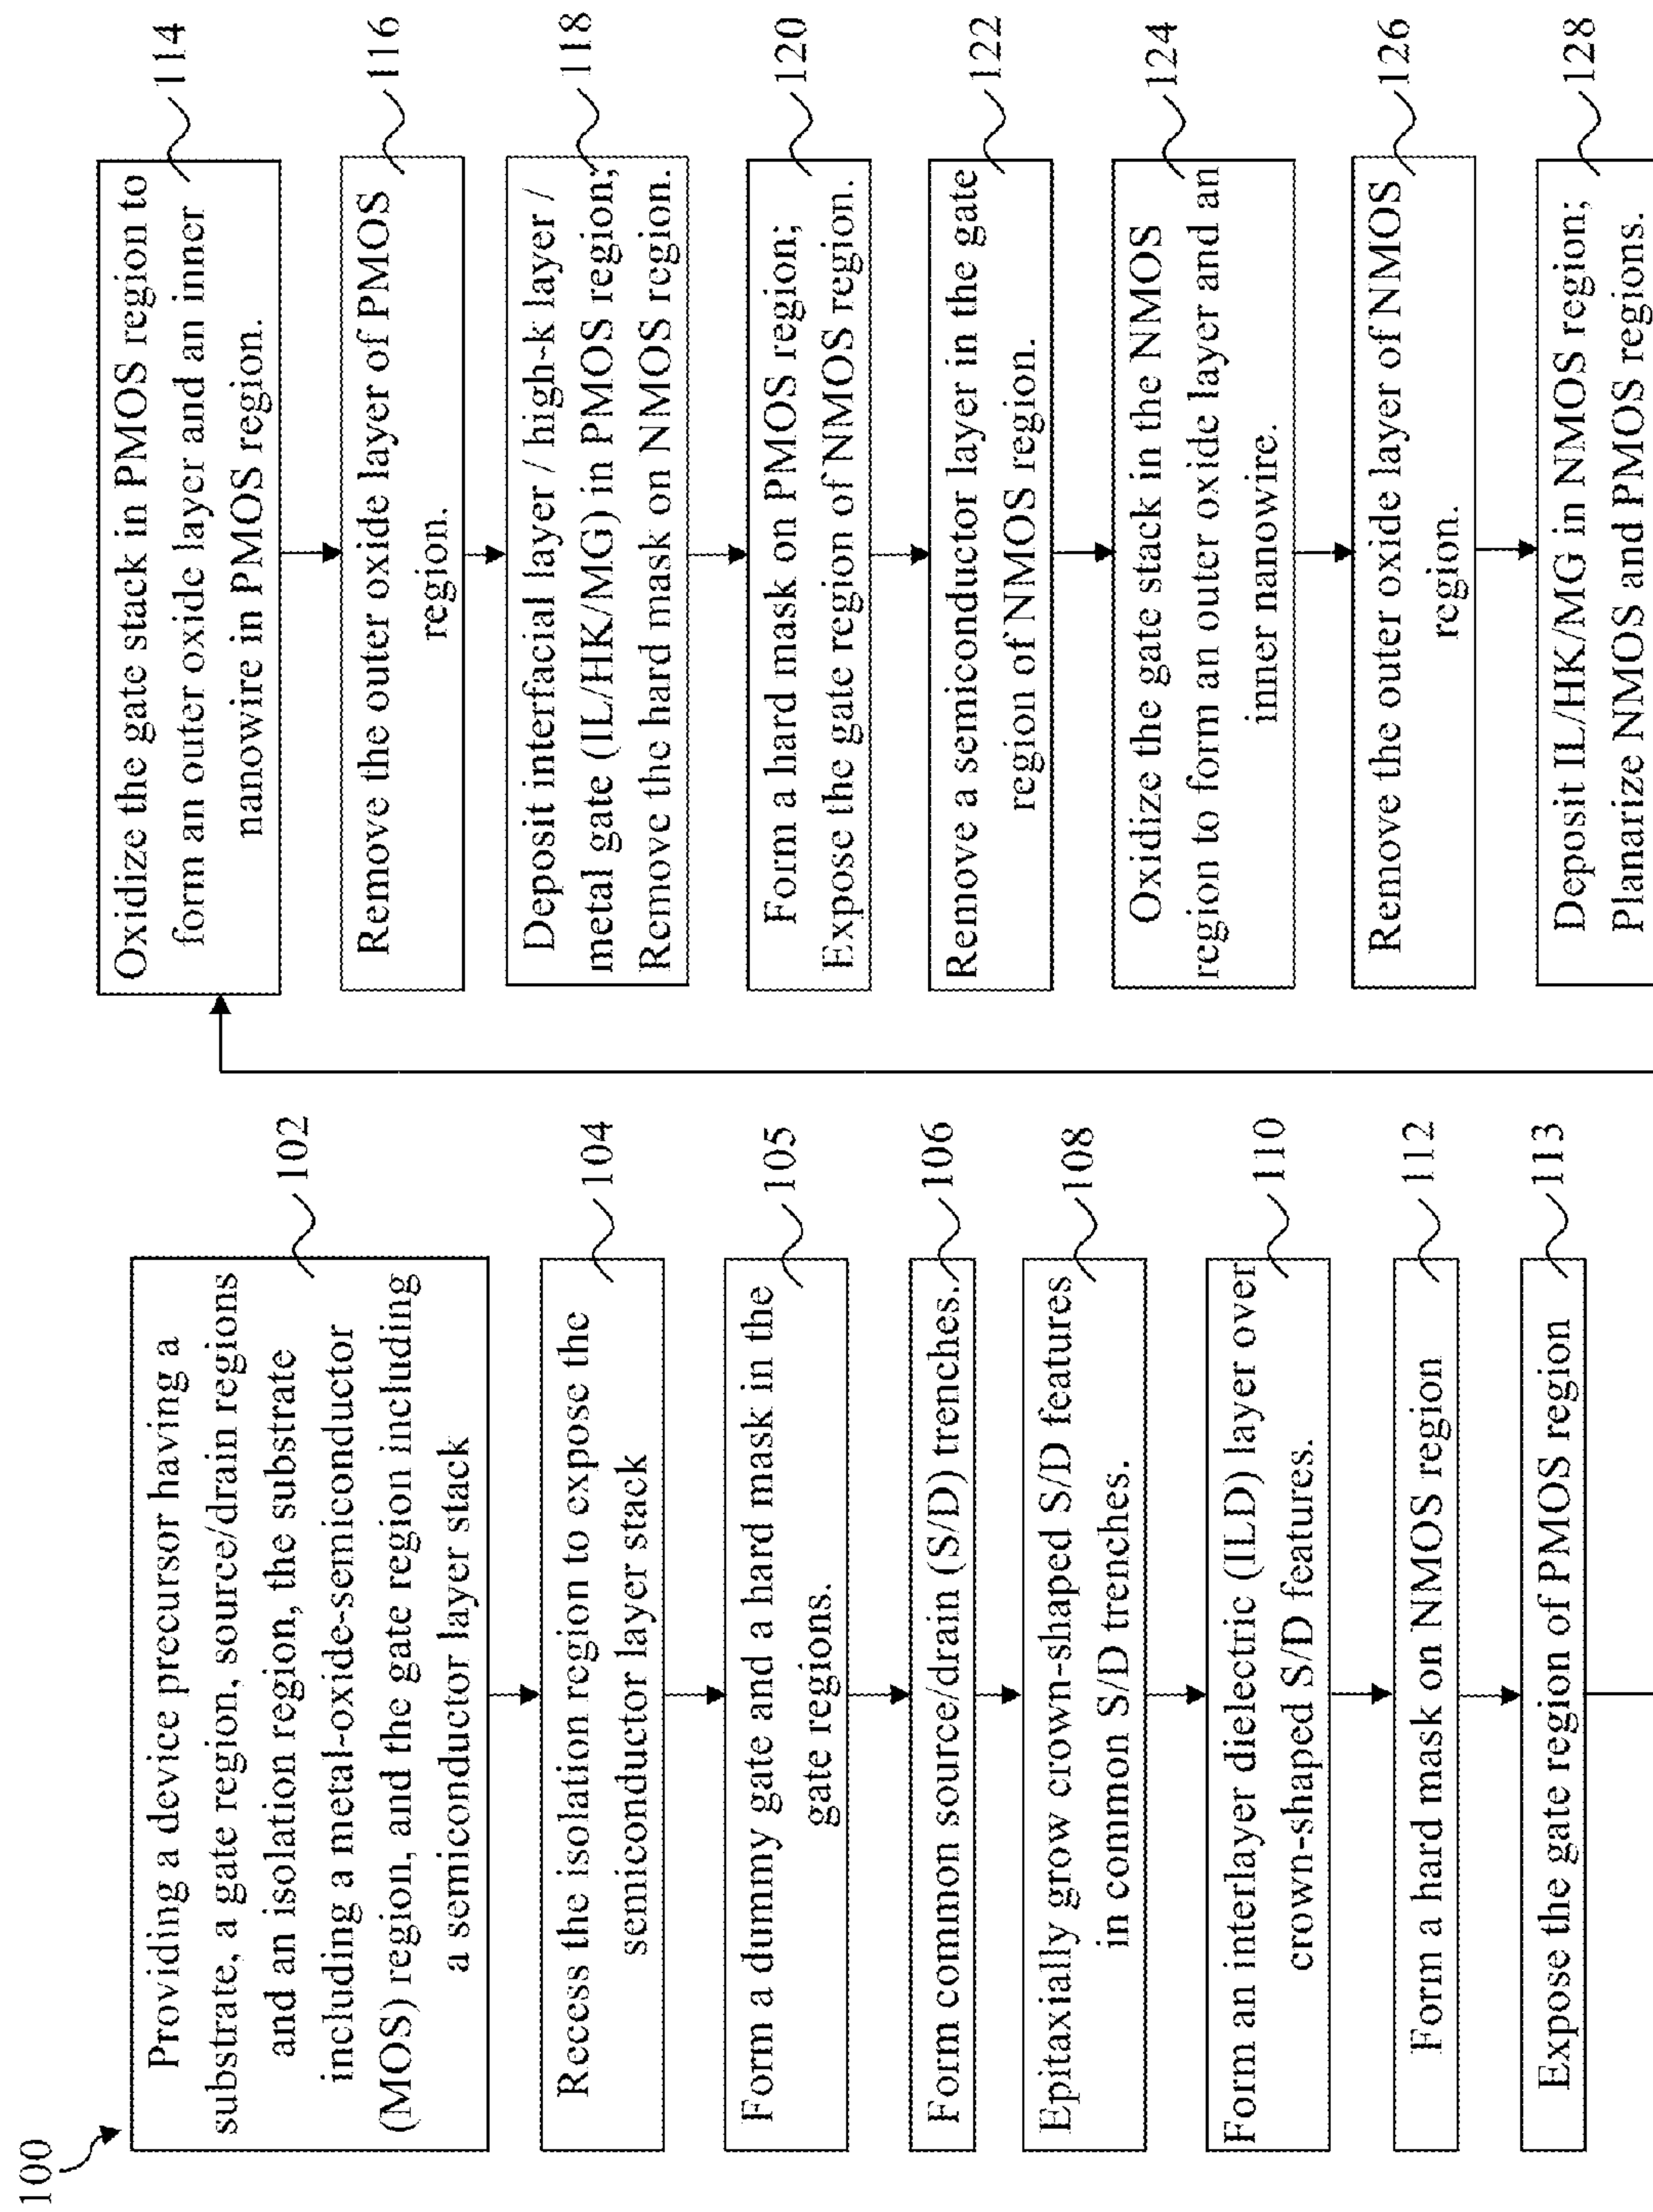 100
Providing a device precursor having a
substrate, a gate region, source/drain regions
and an isolation region, the substrate
including a metal-oxide-semiconductor
(MOS) region, and the gate region including
a semiconductor layer stack
102
Recess the isolation region to expose the
semiconductor layer stack
104
Form a dummy gate and a hard mask in the
gate regions.
105
Form common source/drain (S/D) trenches.
106
Epitaxially grow crown-shaped S/D features
in common S/D trenches.
108
Form an interlayer dielectric (ILD) layer over
crown-shaped S/D features.
110
Form a hard mask on NMOS region
112
Expose the gate region of PMOS region
113
Oxidize the gate stack in PMOS region to
form an outer oxide layer and an inner
nanowire in PMOS region.
114
Remove the outer oxide layer of PMOS
region.
116
Deposit interfacial layer / high-k layer /
metal gate (IL/HK/MG) in PMOS region;
Remove the hard mask on NMOS region.
118
Form a hard mask on PMOS region;
Expose the gate region of NMOS region.
120
Remove a semiconductor layer in the gate
region of NMOS region.
122
Oxidize the gate stack in the NMOS
region to form an outer oxide layer and an
inner nanowire.
124
Remove the outer oxide layer of NMOS
region.
126
Deposit IL/HK/MG in NMOS region;
Planarize NMOS and PMOS regions.
128